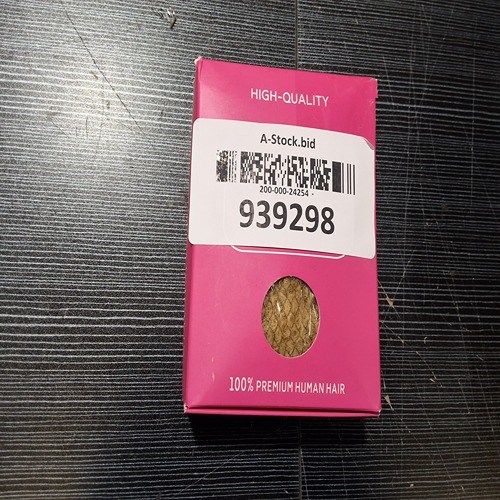 HIGH-QUALITY
A-Stock.bid
200-000-24254 -
939298
100% PREMIUM HUMAN HAIR